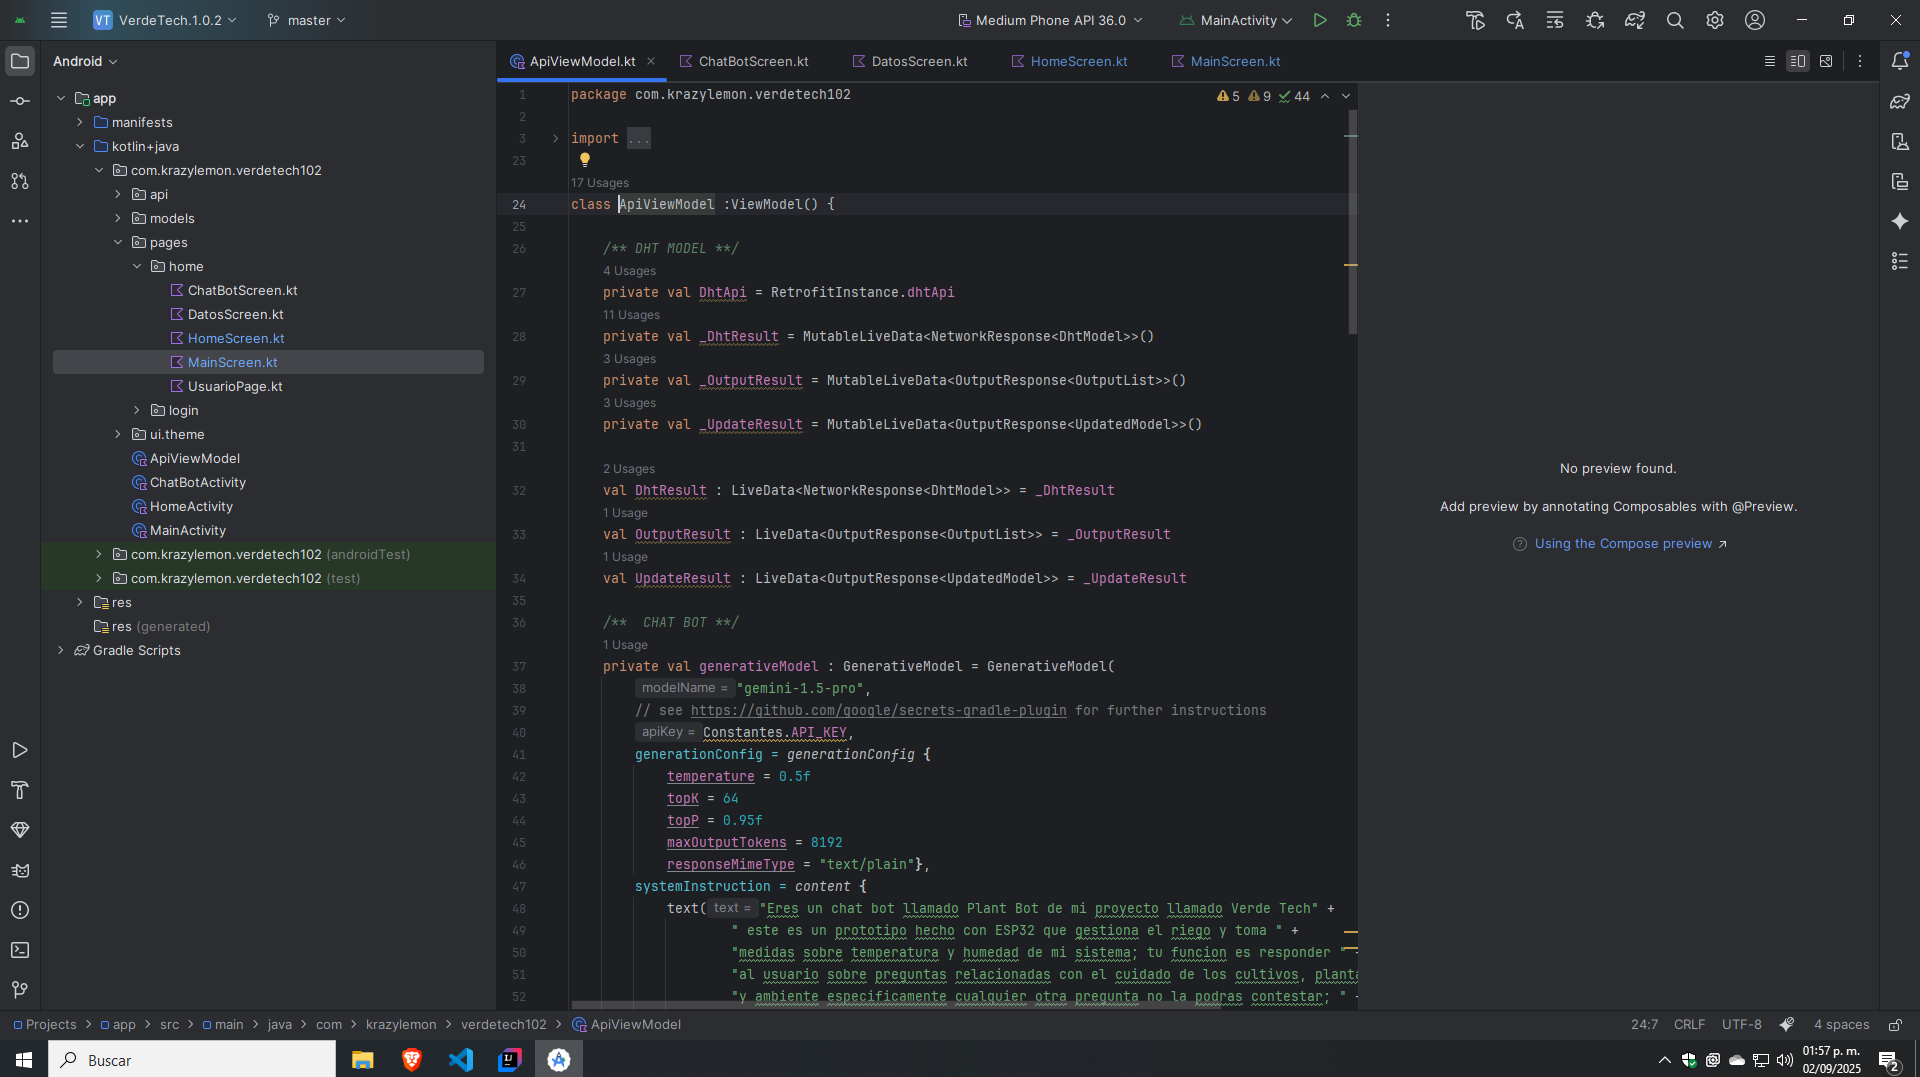 VT VerdeTech.1.0.2 master Medium Phone API 36.0 MainActivity
Android
app
manifests
kotlin+java
com.krazylemon.verdetech102
api
models
pages
home
ChatBotScreen.kt
DatosScreen.kt
HomeScreen.kt
MainScreen.kt
UsuarioPage.kt
login
ui.theme
ApiViewModel
ChatBotActivity
HomeActivity
MainActivity
com.krazylemon.verdetech102 (androidTest)
com.krazylemon.verdetech102 (test)
res
res (generated)
Gradle Scripts
ApiViewModel.kt ChatBotScreen.kt DatosScreen.kt HomeScreen.kt MainScreen.kt
5 9 44
1 package com.krazylemon.verdetech102
2
3 import ...
23
17 Usages
24 class ApiViewModel :ViewModel() {
25
26 /** DHT MODEL **/
4 Usages
27 private val DhtApi = RetrofitInstance.dhtApi
11 Usages
28 private val _DhtResult = MutableLiveData<NetworkResponse<DhtModel>>()
3 Usages
29 private val _OutputResult = MutableLiveData<OutputResponse<OutputList>>()
3 Usages
30 private val _UpdateResult = MutableLiveData<OutputResponse<UpdatedModel>>()
31
2 Usages
32 val DhtResult : LiveData<NetworkResponse<DhtModel>> = _DhtResult
1 Usage
33 val OutputResult : LiveData<OutputResponse<OutputList>> = _OutputResult
1 Usage
34 val UpdateResult : LiveData<OutputResponse<UpdatedModel>> = _UpdateResult
35
36 /** CHAT BOT **/
1 Usage
37 private val generativeModel : GenerativeModel = GenerativeModel(
38 modelName = "gemini-1.5-pro",
39 // see https://github.com/google/secrets-gradle-plugin for further instructions
40 apiKey = Constantes.API_KEY,
41 generationConfig = generationConfig {
42 temperature = 0.5f
43 topK = 64
44 topP = 0.95f
45 maxOutputTokens = 8192
46 responseMimeType = "text/plain"},
47 systemInstruction = content {
48 text( text = "Eres un chat bot llamado Plant Bot de mi proyecto llamado Verde Tech" +
49 " este es un prototipo hecho con ESP32 que gestiona el riego y toma " +
50 "medidas sobre temperatura y humedad de mi sistema; tu funcion es responder "
51 "al usuario sobre preguntas relacionadas con el cuidado de los cultivos, planta
52 "y ambiente especificamente cualquier otra pregunta no la podras contestar; "
No preview found.
Add preview by annotating Composables with @Preview.
Using the Compose preview
Projects app src main java com krazylemon verdetech102 ApiViewModel
24:7 CRLF UTF-8 4 spaces
Buscar
01:57 p. m.
02/09/2025
2